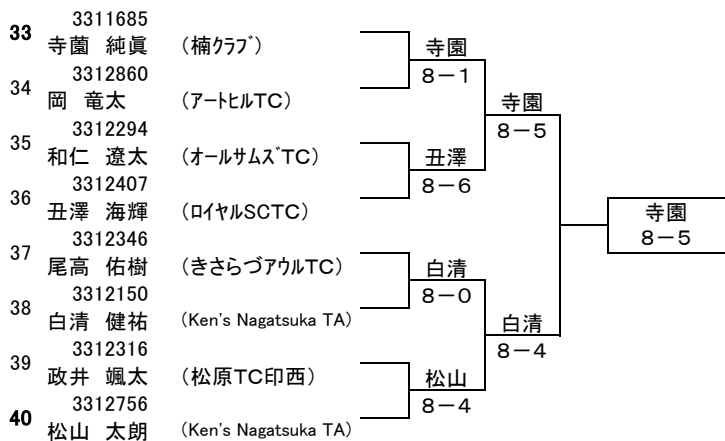 3311685
33 寺薗 純眞 (楠クラブ)
3312860
34 岡 竜太 (アートヒルTC)
3312294
35 和仁 遼太 (オールサムズTC)
3312407
36 丑澤 海輝 (ロイヤルSCTC)
3312346
37 尾高 佑樹 (きさらづアウルTC)
3312150
38 白清 健祐 (Ken's Nagatsuka TA)
3312316
39 政井 颯太 (松原TC印西)
3312756
40 松山 太朗 (Ken's Nagatsuka TA)
寺園
8－1
丑澤
8－6
白清
8－0
松山
8－4
寺園
8－5
白清
8－4
寺園
8－5